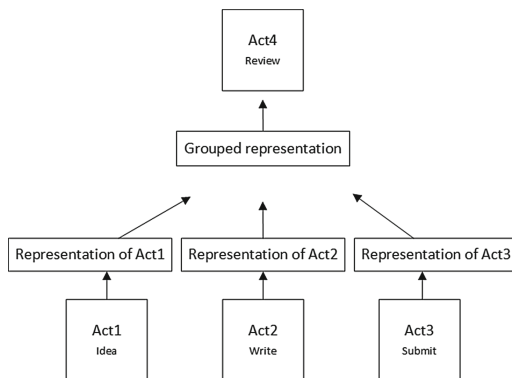 Act4
Review
Grouped representation
Representation of Act1
Representation of Act2
Representation of Act3
Act1
Idea
Act2
Write
Act3
Submit